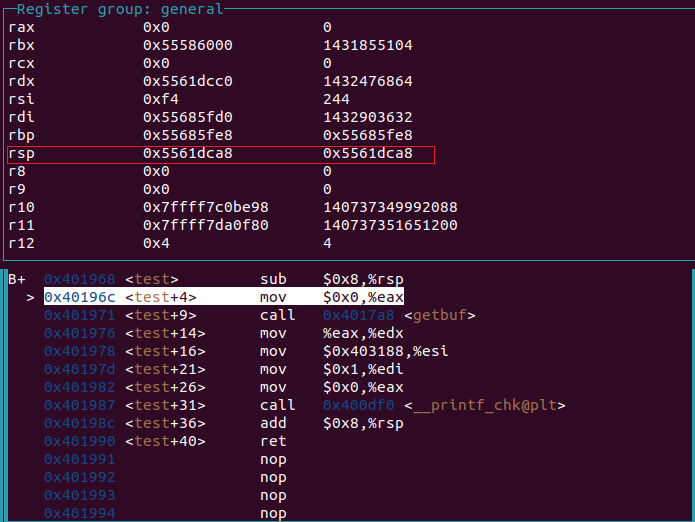 Register group: general
rax 0x0 0
rbx 0x55586000 1431855104
rcx 0x0 0
rdx 0x5561dcc0 1432476864
rsi 0xf4 244
rdi 0x55685fd0 1432903632
rbp 0x55685fe8 0x55685fe8
rsp 0x5561dca8 0x5561dca8
r8 0x0 0
r9 0x0 0
r10 0x7ffff7c0be98 140737349992088
r11 0x7ffff7da0f80 140737351651200
r12 0x4 4
B+ 0x401968 <test> sub $0x8,%rsp
> 0x40196c <test+4> mov $0x0,%eax
0x401971 <test+9> call 0x4017a8 <getbuf>
0x401976 <test+14> mov %eax,%edx
0x401978 <test+16> mov $0x403188,%esi
0x40197d <test+21> mov $0x1,%edi
0x401982 <test+26> mov $0x0,%eax
0x401987 <test+31> call 0x400df0 <__printf_chk@plt>
0x40198c <test+36> add $0x8,%rsp
0x401990 <test+40> ret
0x401991 nop
0x401992 nop
0x401993 nop
0x401994 nop